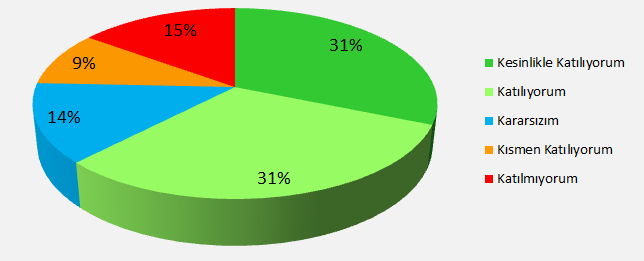 15%
31%
9%
14%
31%
Kesinlikle Katılıyorum
Katılıyorum
Kararsızım
Kısmen Katılıyorum
Katılmıyorum